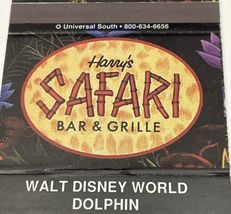 Universal South • 800-634-6656
Harry's
SAFARI
BAR & GRILLE
WALT DISNEY WORLD
DOLPHIN